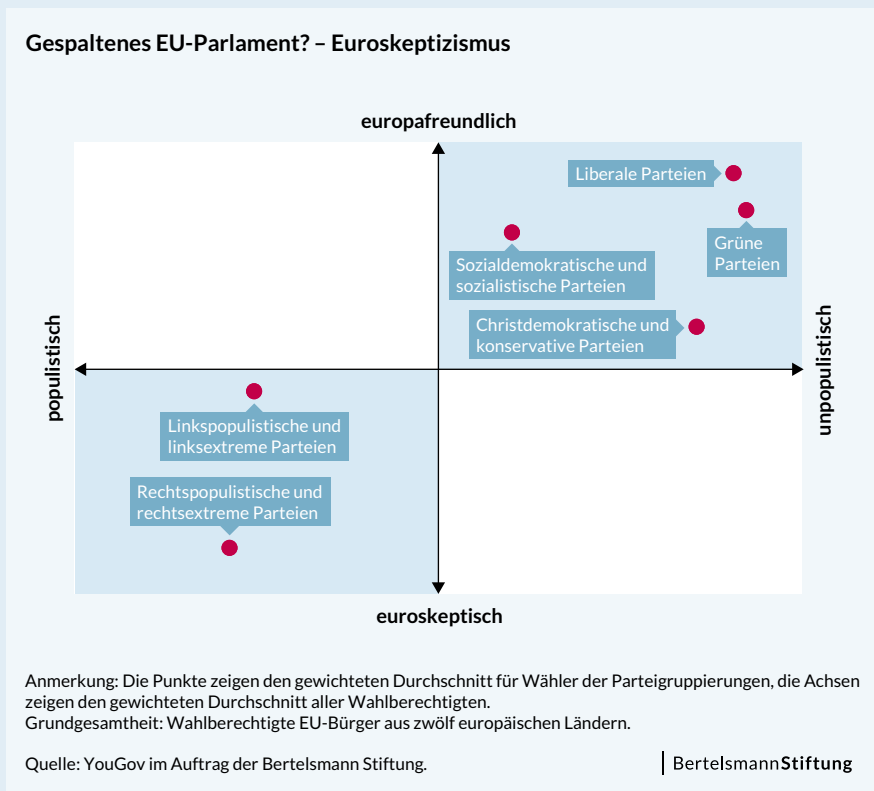 Gespaltenes EU-Parlament? – Euroskeptizismus
europafreundlich
Liberale Parteien
Grüne
Parteien
Sozialdemokratische und
sozialistische Parteien
Christdemokratische und
konservative Parteien
populistisch
unpopulistisch
Linkspopulistische und
linksextreme Parteien
Rechtspopulistische und
rechtsextreme Parteien
euroskeptisch
Anmerkung: Die Punkte zeigen den gewichteten Durchschnitt für Wähler der Parteigruppierungen, die Achsen
zeigen den gewichteten Durchschnitt aller Wahlberechtigten.
Grundgesamtheit: Wahlberechtigte EU-Bürger aus zwölf europäischen Ländern.
Quelle: YouGov im Auftrag der Bertelsmann Stiftung.
BertelsmannStiftung